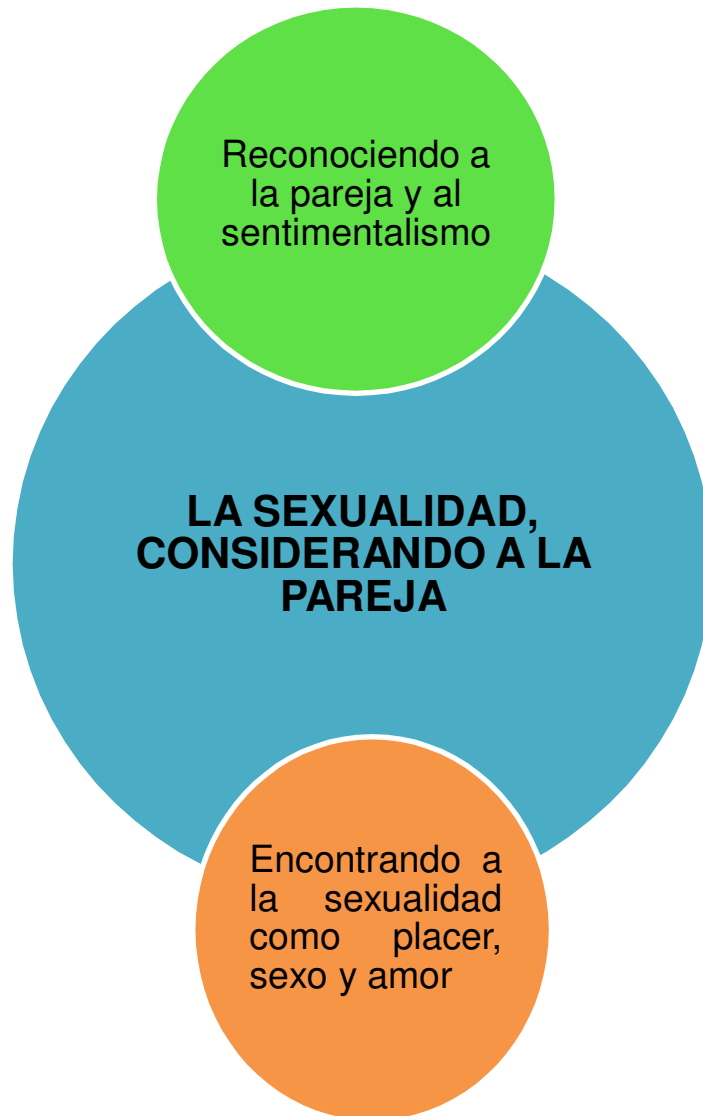 Reconociendo a
la pareja y al
sentimentalismo
LA SEXUALIDAD,
CONSIDERANDO A LA
PAREJA
Encontrando a
la sexualidad
como placer,
sexo y amor